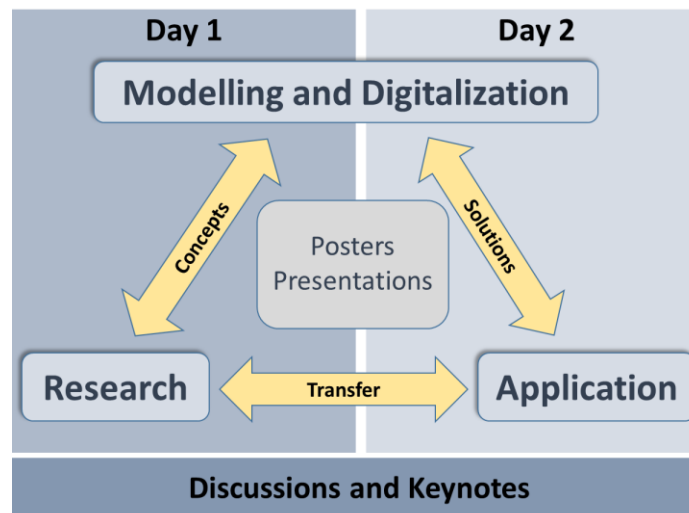 Day 1
Day 2
Modelling and Digitalization
Concepts
Solutions
Posters
Presentations
Research
Transfer
Application
Discussions and Keynotes